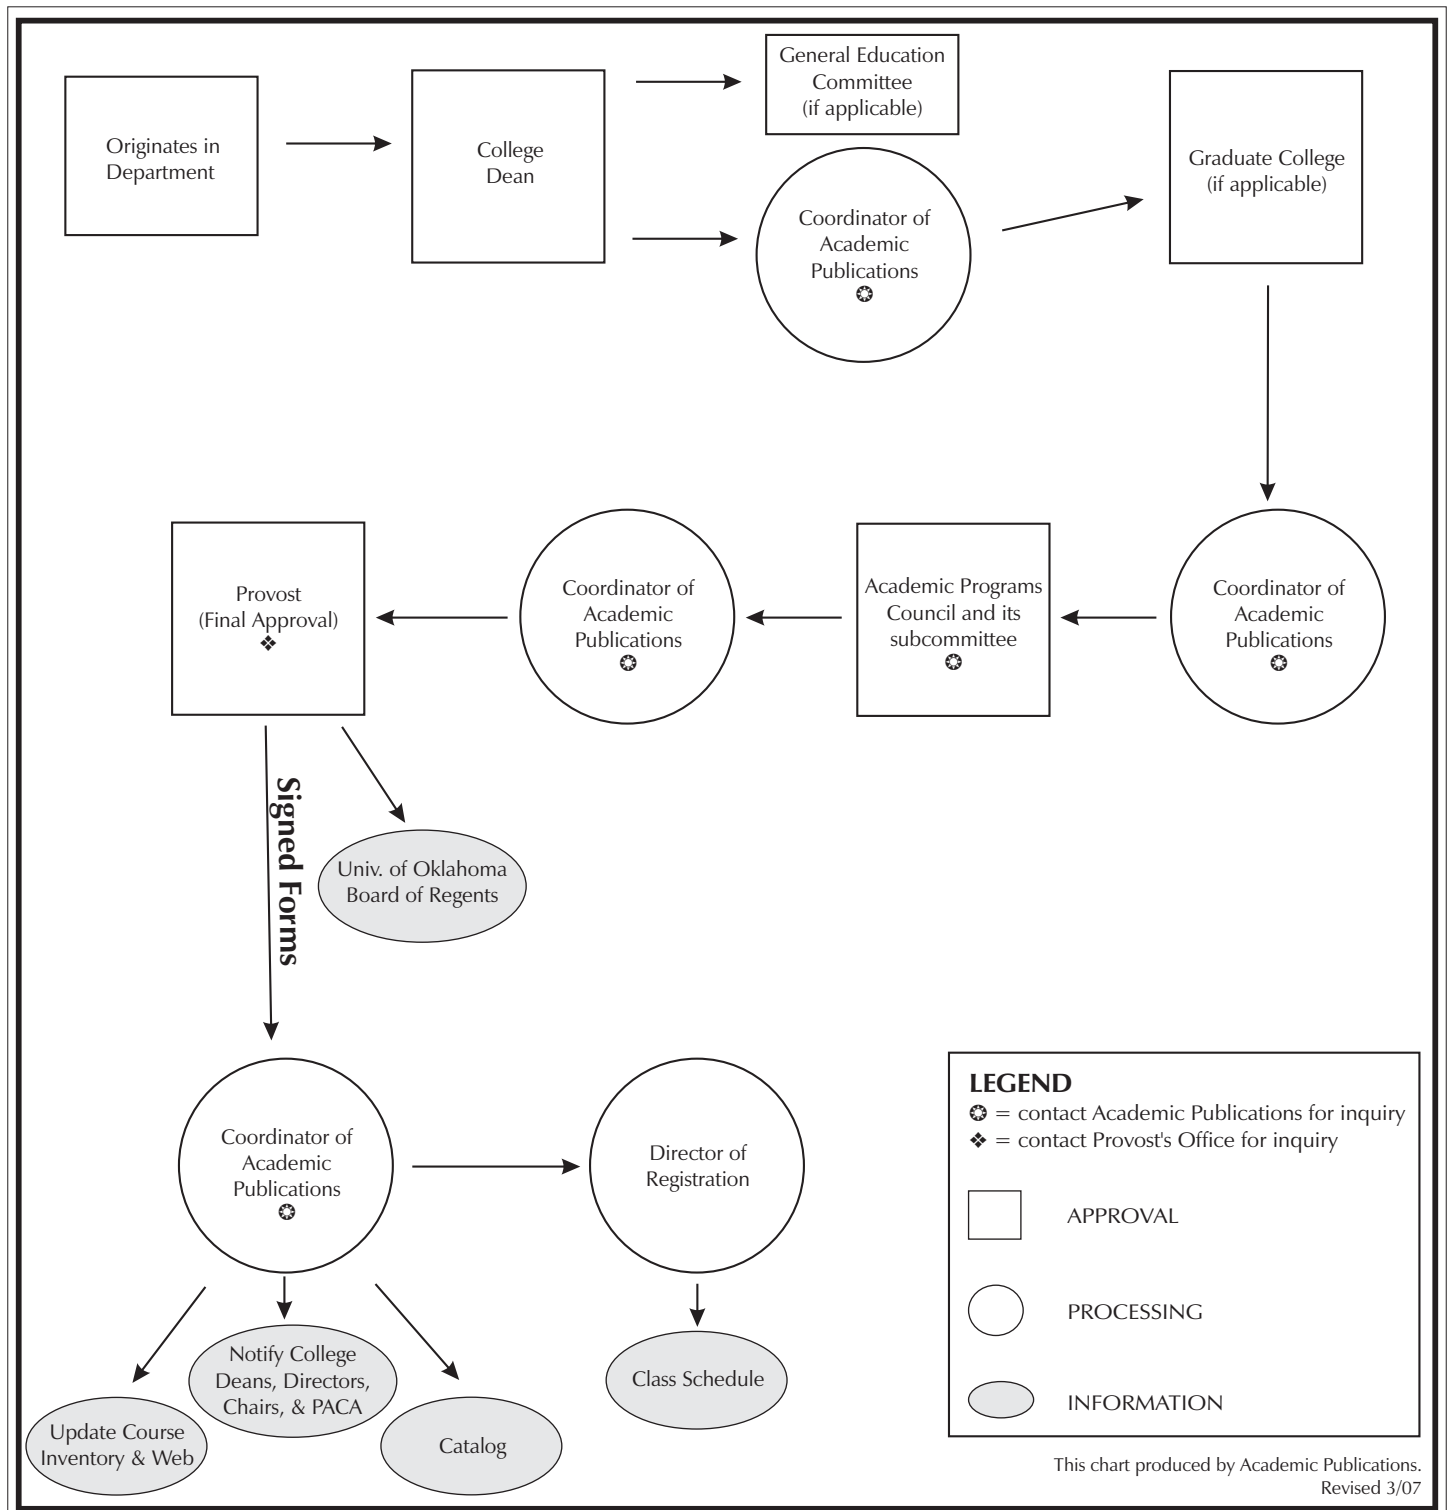 Originates in
Department
College
Dean
General Education
Committee
(if applicable)
Coordinator of
Academic
Publications
❂
Graduate College
(if applicable)
Coordinator of
Academic
Publications
❂
Academic Programs
Council and its
subcommittee
❂
Coordinator of
Academic
Publications
❂
Provost
(Final Approval)
❖
Signed Forms
Univ. of Oklahoma
Board of Regents
Coordinator of
Academic
Publications
❂
Director of
Registration
Update Course
Inventory & Web
Notify College
Deans, Directors,
Chairs, & PACA
Catalog
Class Schedule
LEGEND
❂ = contact Academic Publications for inquiry
❖ = contact Provost's Office for inquiry
APPROVAL
PROCESSING
INFORMATION
This chart produced by Academic Publications.
Revised 3/07